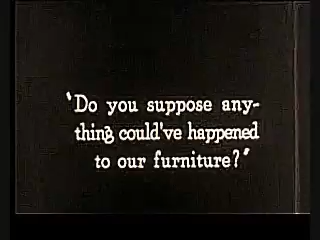 "Do you suppose any-
thing could've happened
to our furniture?"